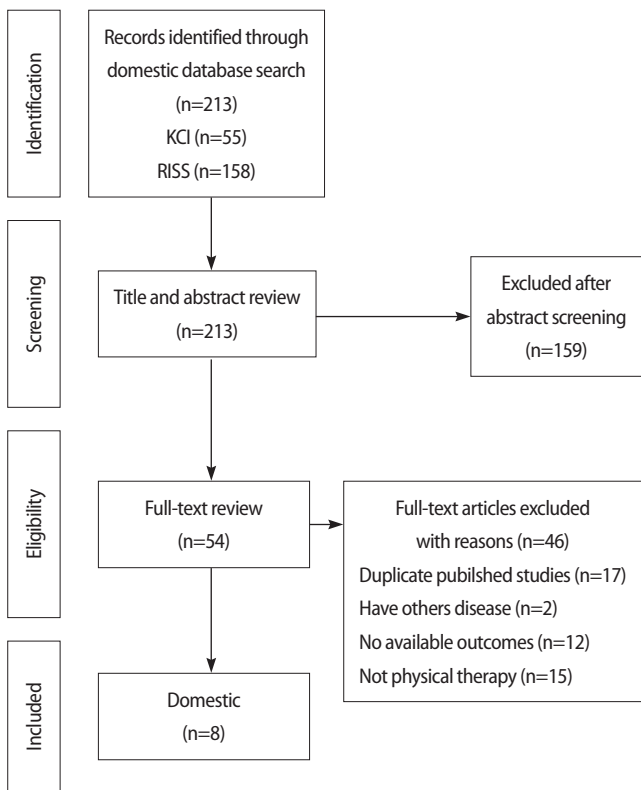 Identification
Records identified through
domestic database search
(n=213)
KCI (n=55)
RISS (n=158)
Screening
Title and abstract review
(n=213)
Excluded after
abstract screening
(n=159)
Eligibility
Full-text review
(n=54)
Full-text articles excluded
with reasons (n=46)
Duplicate pubilshed studies (n=17)
Have others disease (n=2)
No available outcomes (n=12)
Not physical therapy (n=15)
Included
Domestic
(n=8)